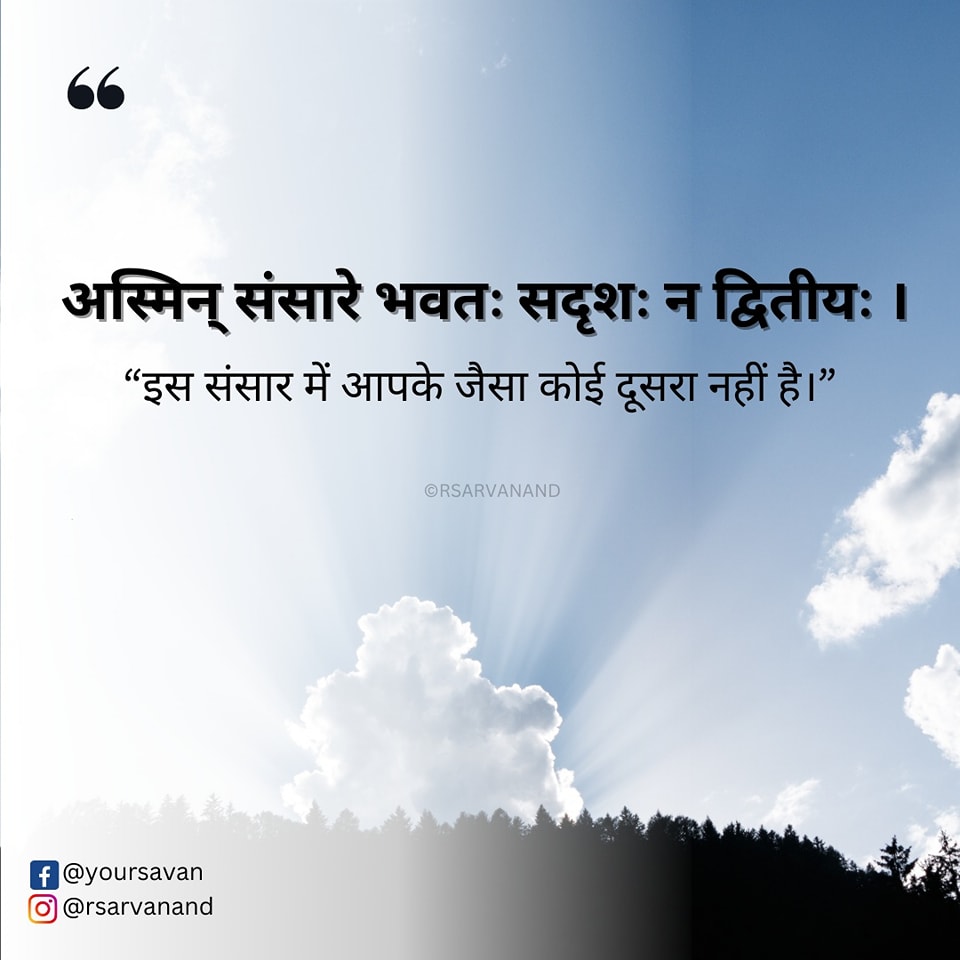 ❝
अस्मिन् संसारे भवतः सदृशः न द्वितीयः ।
“इस संसार में आपके जैसा कोई दूसरा नहीं है।”
©RSARVANAND
@yoursavan
@rsarvanand